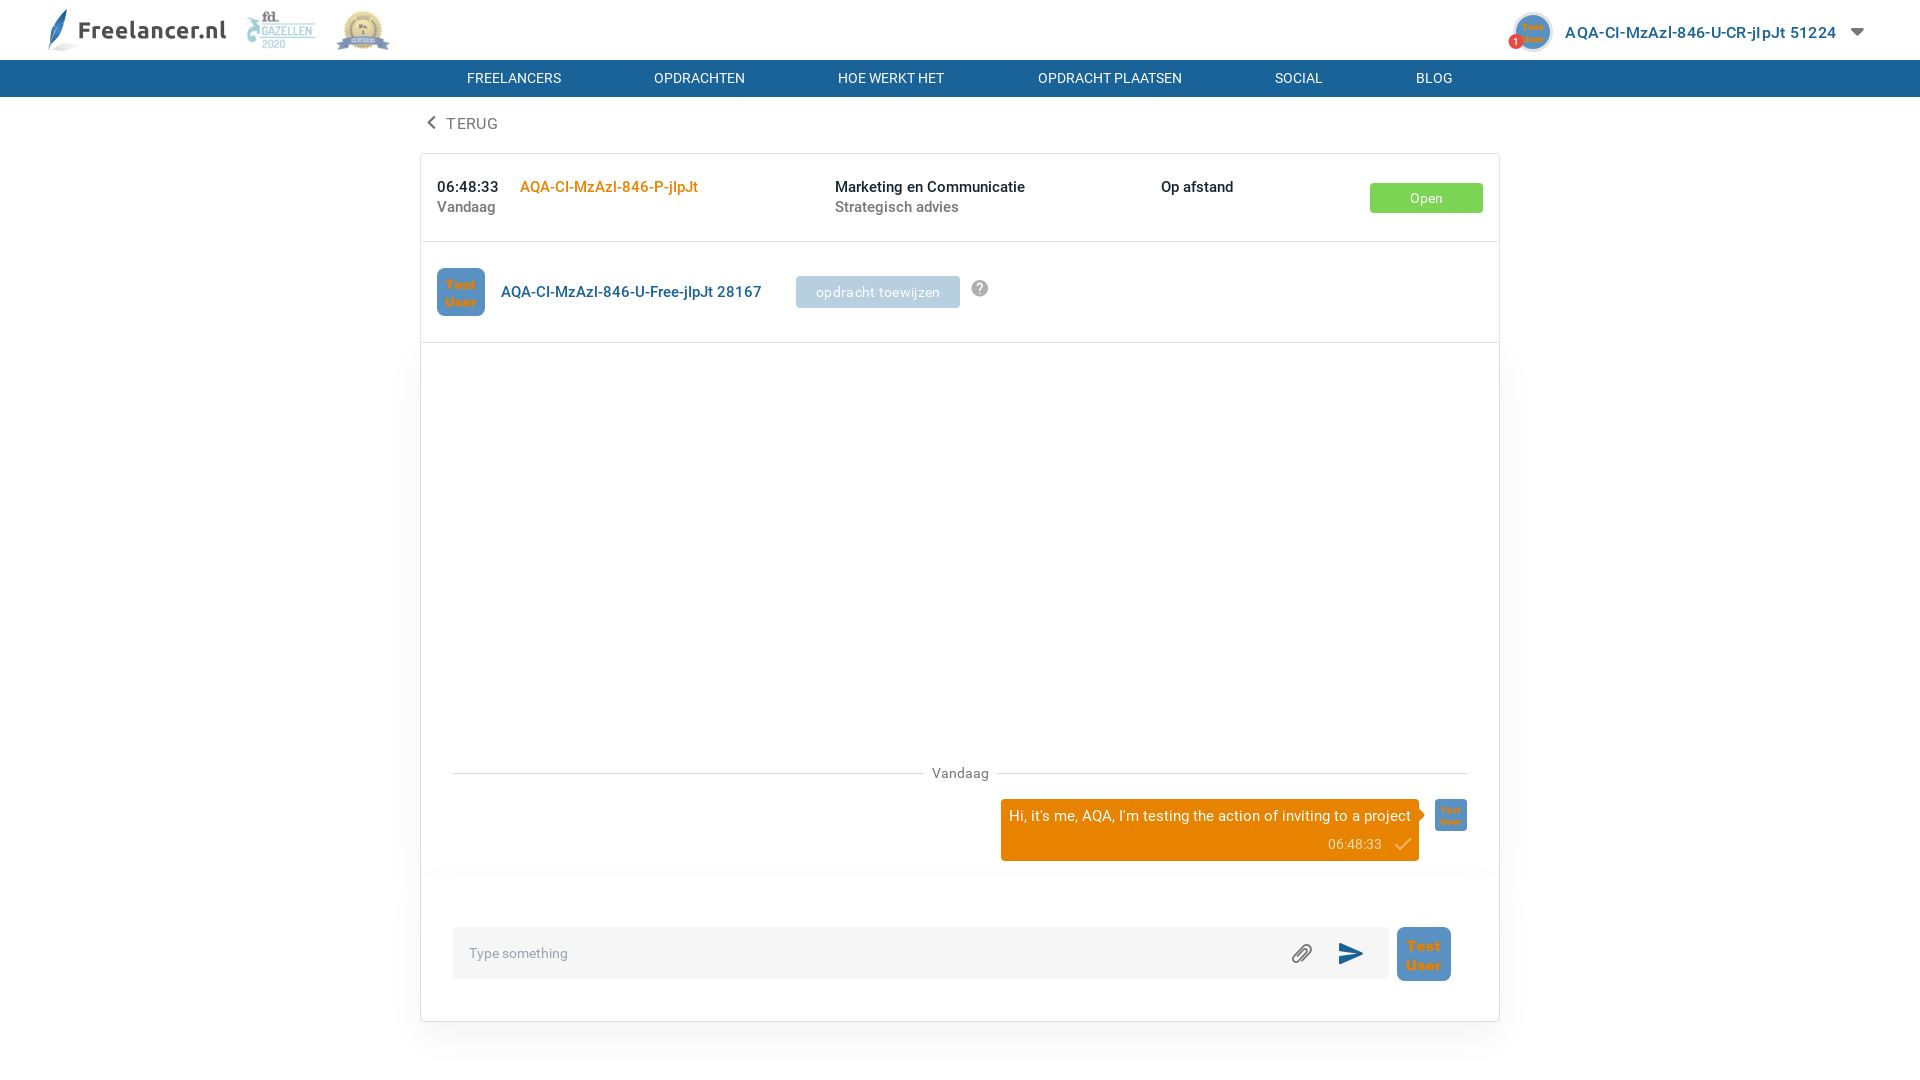 Freelancer.nl
fd.
GAZELLEN
2020
1
Test
User
AQA-CI-MzAzl-846-U-CR-jIpJt 51224
FREELANCERS
OPDRACHTEN
HOE WERKT HET
OPDRACHT PLAATSEN
SOCIAL
BLOG
TERUG
06:48:33
AQA-CI-MzAzl-846-P-jIpJt
Marketing en Communicatie
Op afstand
Vandaag
Strategisch advies
Open
Test
User
AQA-CI-MzAzl-846-U-Free-jIpJt 28167
opdracht toewijzen
?
Vandaag
Hi, it's me, AQA, I'm testing the action of inviting to a project
06:48:33
Test
User
Type something
Test
User